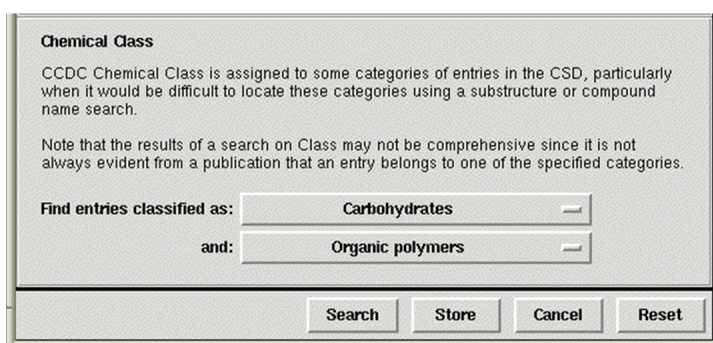 Chemical Class
CCDC Chemical Class is assigned to some categories of entries in the CSD, particularly
when it would be difficult to locate these categories using a substructure or compound
name search.
Note that the results of a search on Class may not be comprehensive since it is not
always evident from a publication that an entry belongs to one of the specified categories.
Find entries classified as: Carbohydrates
and: Organic polymers
Search Store Cancel Reset